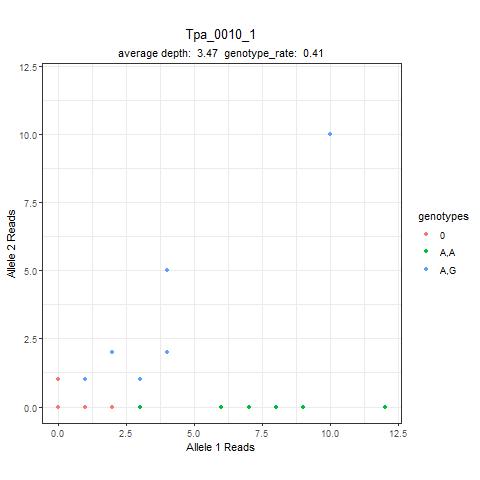 Tpa_0010_1
average depth: 3.47 genotype_rate: 0.41
12.5
10.0
7.5
5.0
2.5
0.0
Allele 2 Reads
0.0 2.5 5.0 7.5 10.0 12.5
Allele 1 Reads
genotypes
0
A,A
A,G